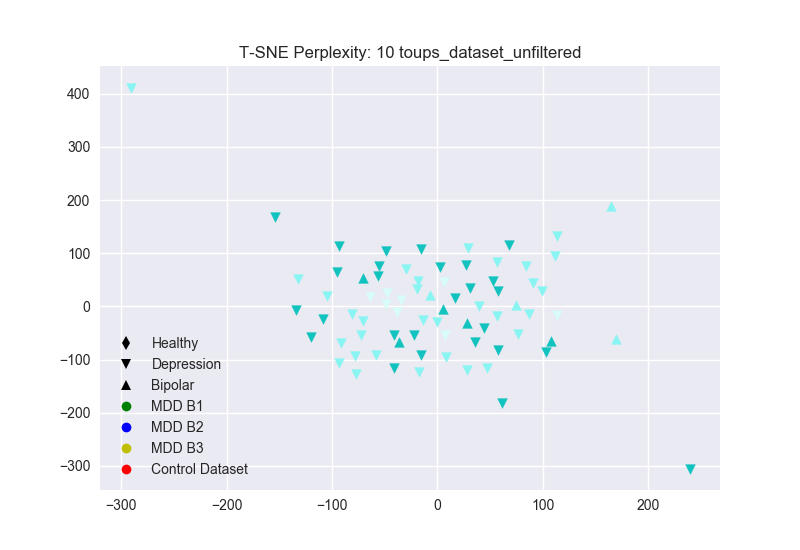 T-SNE Perplexity: 10 toups_dataset_unfiltered
400
300
200
100
0
−100
−200
−300
Healthy
Depression
Bipolar
MDD B1
MDD B2
MDD B3
Control Dataset
−300 −200 −100 0 100 200